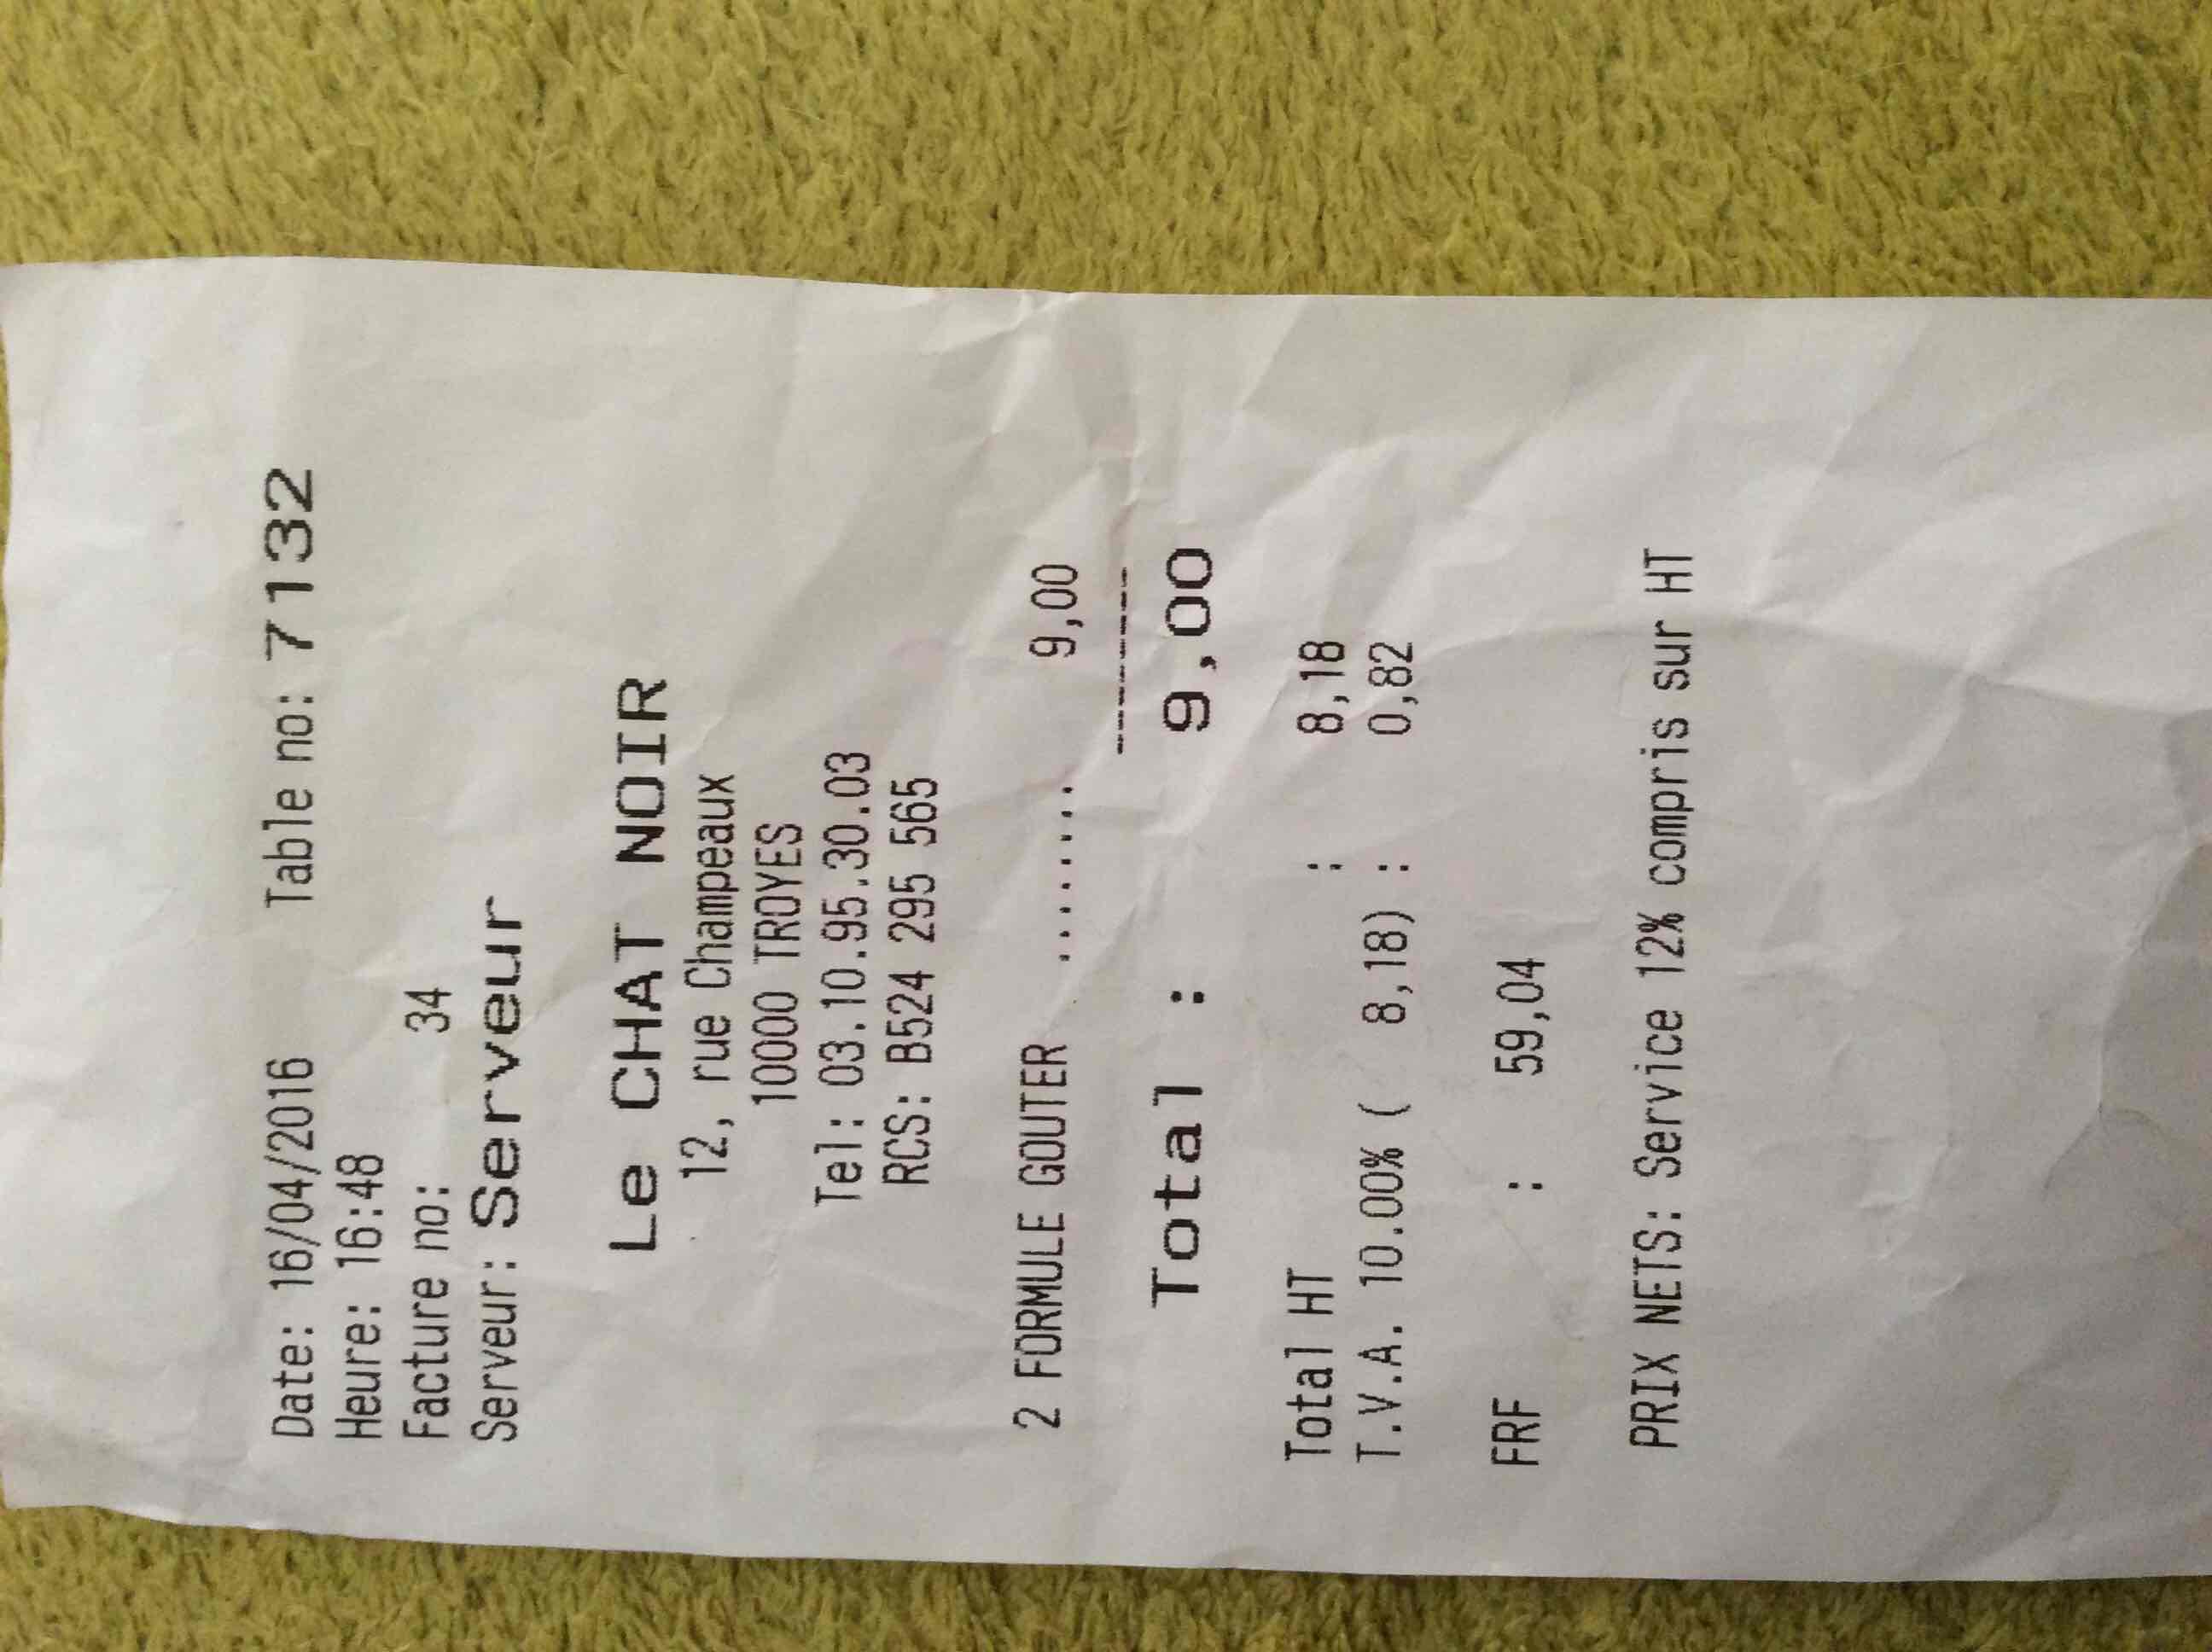 Date: 16/04/2016 Table no: 7132
Heure: 16:48
Facture no: 34
Serveur: Serveur
Le CHAT NOIR
12, rue Champeaux
10000 TROYES
Tel: 03.10.95.30.03
RCS: B524 295 565
2 FORMULE GOUTER ........ 9,00
----------
Total : 9,00
Total HT : 8,18
T.V.A. 10.00% ( 8,18) : 0,82
FRF : 59,04
PRIX NETS: Service 12% compris sur HT